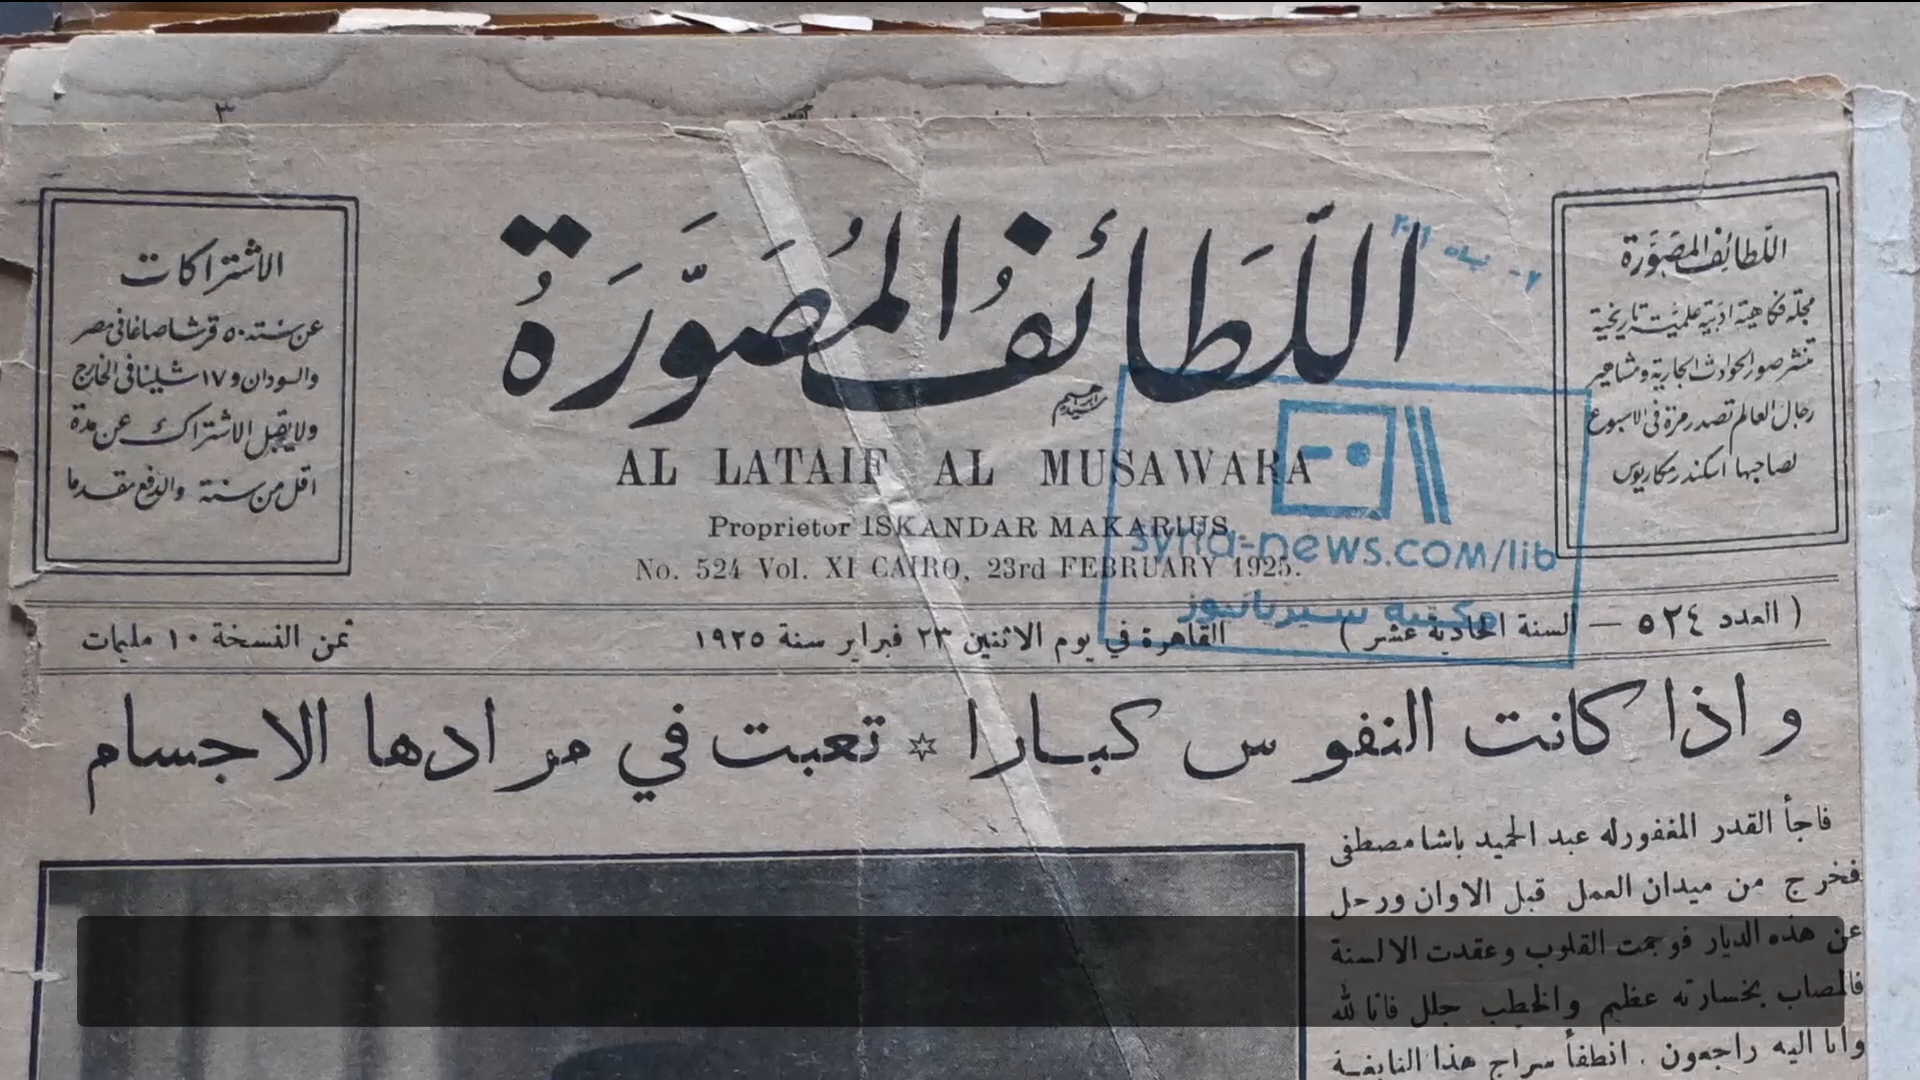 ٣
اللَّطَائِفُ المُصَوَّرَةُ
AL LATAIF AL MUSAWARA
Proprietor ISKANDAR MAKARIUS.
No. 524 Vol. XI CAIRO, 23rd FEBRUARY 1925.
اللطائف المصورة
مجلة فكاهية ادبية علمية تاريخية
تنشر صور الحوادث الجارية ومشاهير
رجال العالم تصدر مرة في الاسبوع
لصاحبها اسكندر مكاريوس
الاشتراكات
عن سنة ٥٠ قرشا صاغا في مصر
والسودان و ١٧ شلينا في الخارج
ولا يقبل الاشتراك عن مدة
اقل من سنة والدفع مقدما
syria-news.COM/lib
مكتبة سيريانيوز
( العدد ٥٢٤ — السنة الحادية عشر )
القاهرة في يوم الاثنين ٢٣ فبراير سنة ١٩٢٥
ثمن النسخة ١٠ مليمات
و اذا كانت النفوس كبارا ✡ تعبت في مرادها الاجسام
فاجأ القدر المغفور له عبد الحميد باشا مصطفى
فخرج من ميدان العمل قبل الاوان ورحل
عن هذه الديار فوجمت القلوب وعقدت الالسنة
فالمصاب بخسارته عظيم والخطب جلل فانا لله
وانا اليه راجعون . انطفأ سراج هذا النابغة